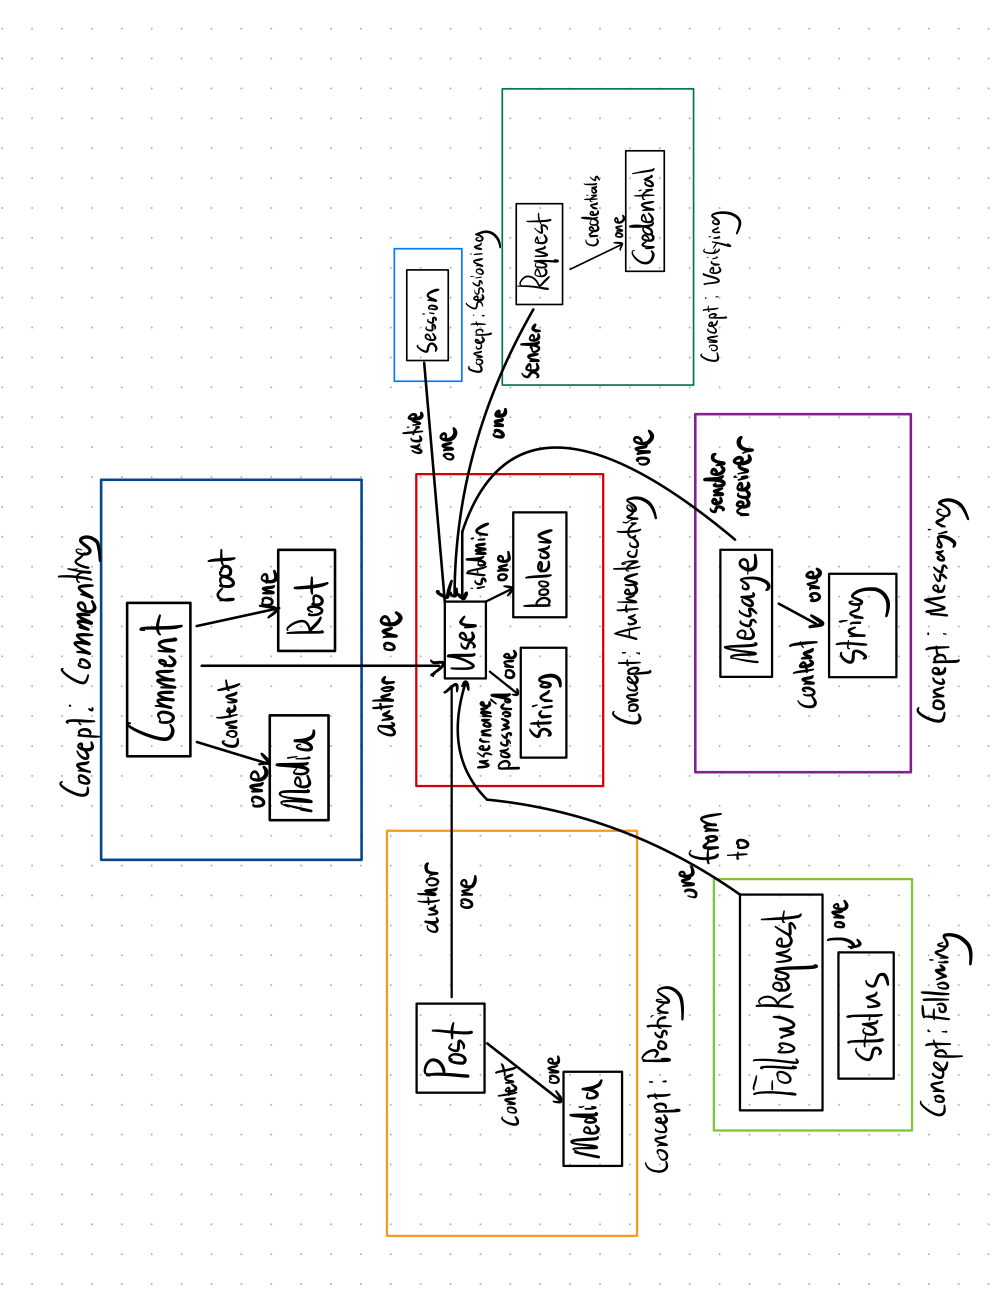 Concept: Commenting
Comment
content
root
one
one
Media
Root
author one
Post
author
one
content
one
Media
Concept: Posting
User
username,
password
one
isAdmin
one
String
boolean
Concept: Authenticating
active
one
Session
Concept: Sessioning
one
sender
Request
Credentials
one
Credential
Concept: Verifying
one
from
to
FollowRequest
one
status
Concept: Following
one
sender
receiver
Message
content one
String
Concept: Messaging